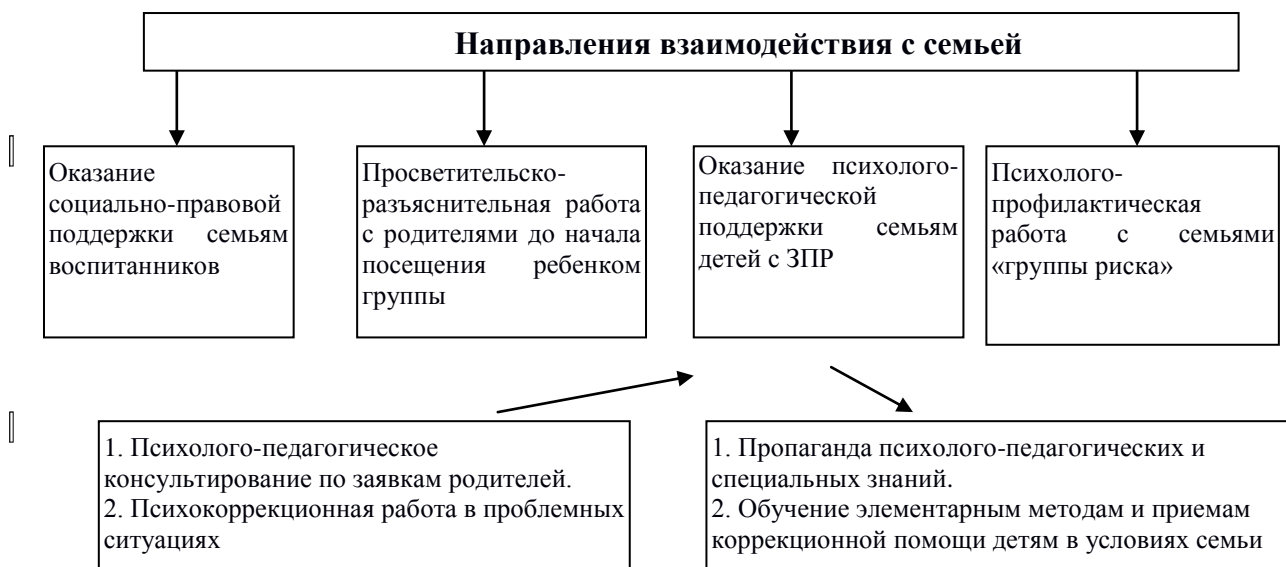 Направления взаимодействия с семьей
Оказание
социально-правовой
поддержки семьям
воспитанников
Просветительско-
разъяснительная работа
с родителями до начала
посещения ребенком
группы
Оказание психолого-
педагогической
поддержки семьям
детей с ЗПР
Психолого-
профилактическая
работа с семьями
«группы риска»
1. Психолого-педагогическое
консультирование по заявкам родителей.
2. Психокоррекционная работа в проблемных
ситуациях
1. Пропаганда психолого-педагогических и
специальных знаний.
2. Обучение элементарным методам и приемам
коррекционной помощи детям в условиях семьи